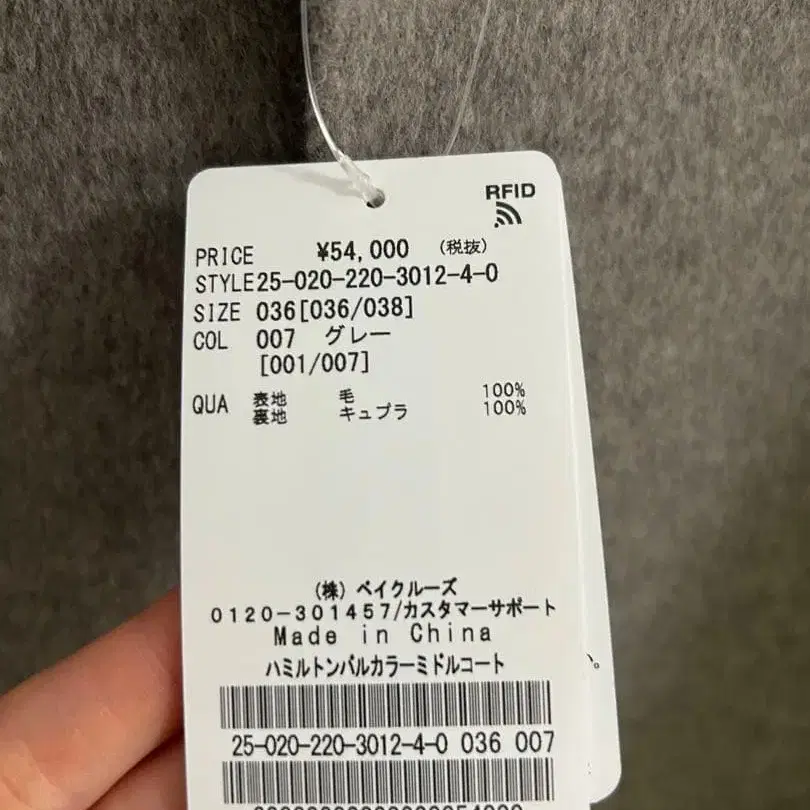 RFID
PRICE ¥54,000 (税抜)
STYLE 25-020-220-3012-4-0
SIZE 036[036/038]
COL 007 グレー
[001/007]
QUA 表地 毛 100%
裏地 キュプラ 100%
(株) ベイクルーズ
0120-301457/カスタマーサポート
Made in China
ハミルトンバルカラーミドルコート
25-020-220-3012-4-0 036 007
い。